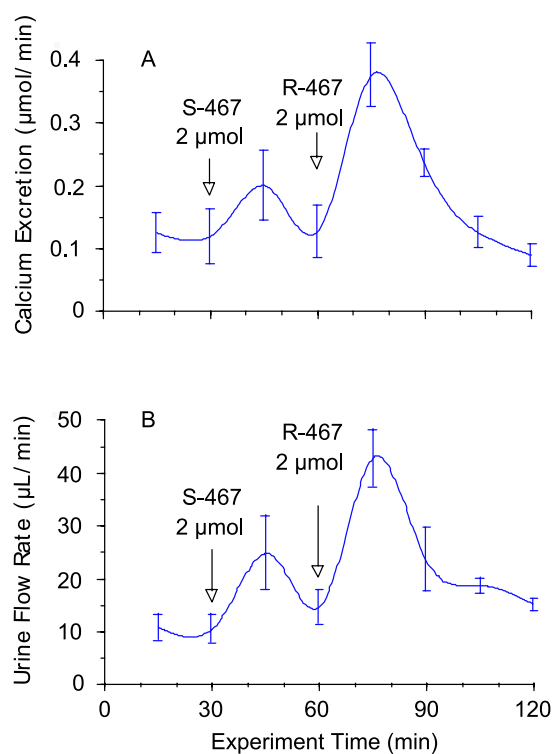 A
Calcium Excretion (µmol/ min)
0.4
0.3
0.2
0.1
0
S-467
2 µmol
R-467
2 µmol
B
Urine Flow Rate (µL/ min)
50
40
30
20
10
0
S-467
2 µmol
R-467
2 µmol
0 30 60 90 120
Experiment Time (min)